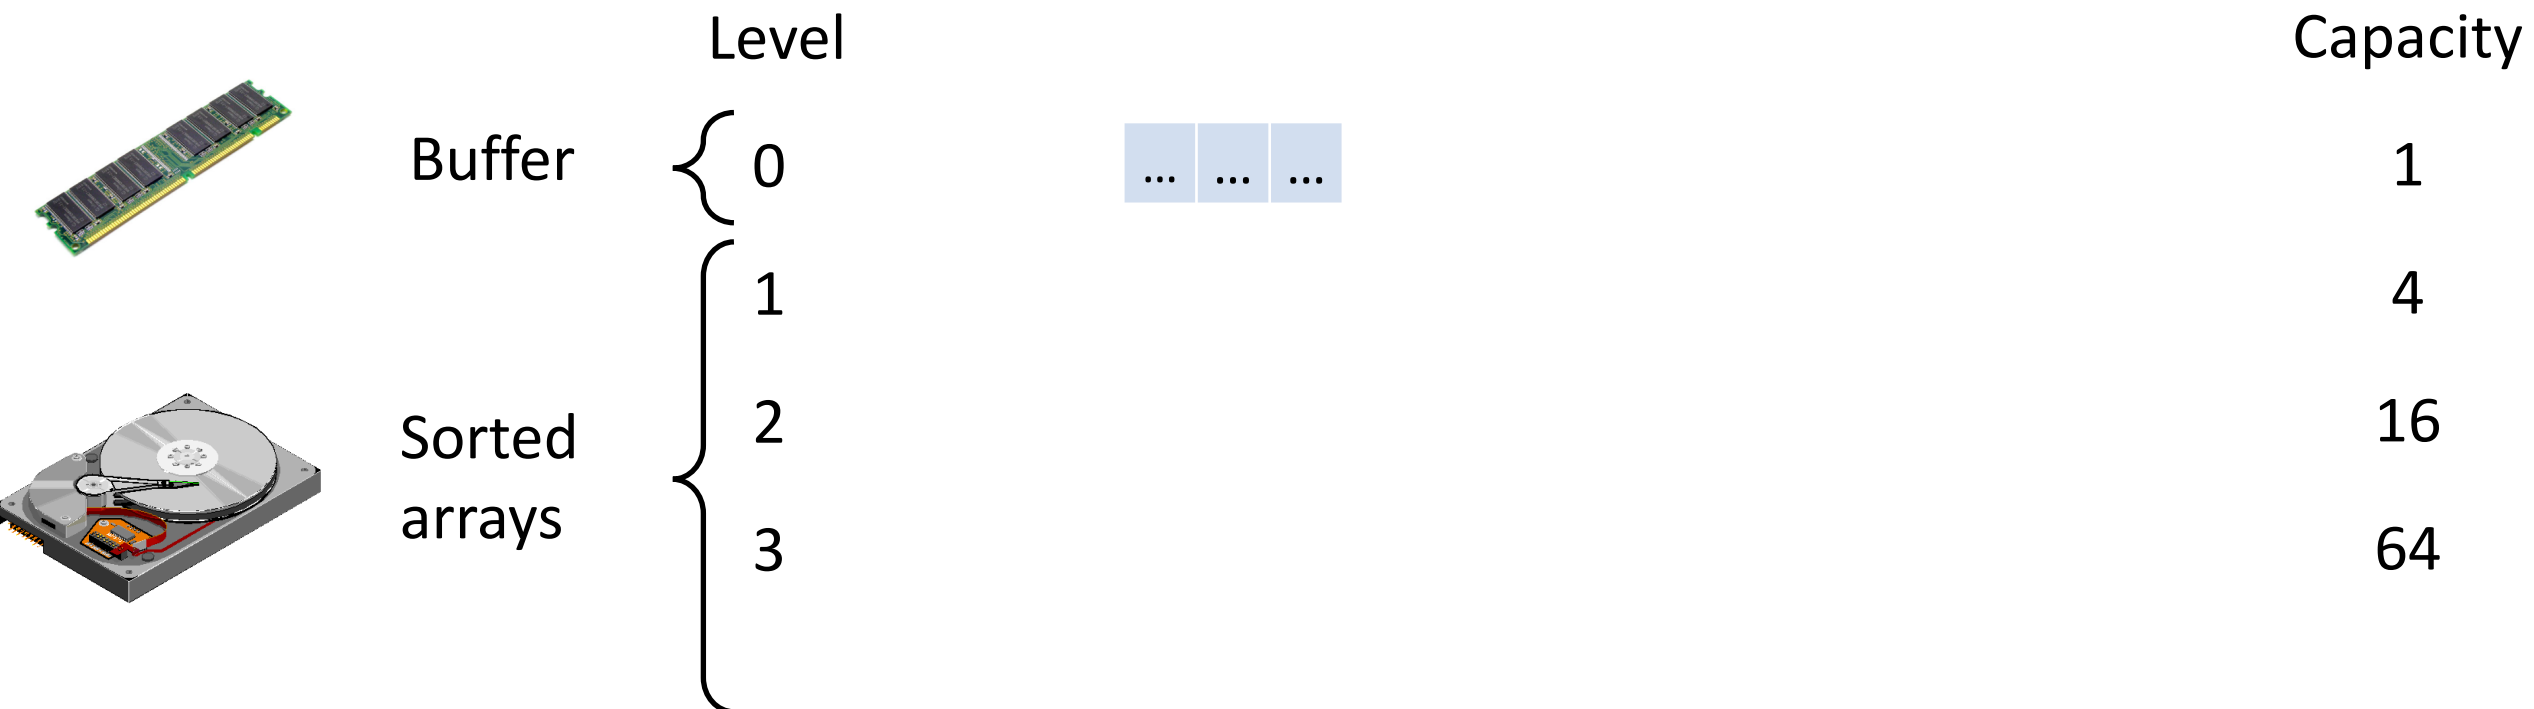 Level Capacity
Buffer 0 ... ... ... 1
1 4
2 16
Sorted
arrays
3 64